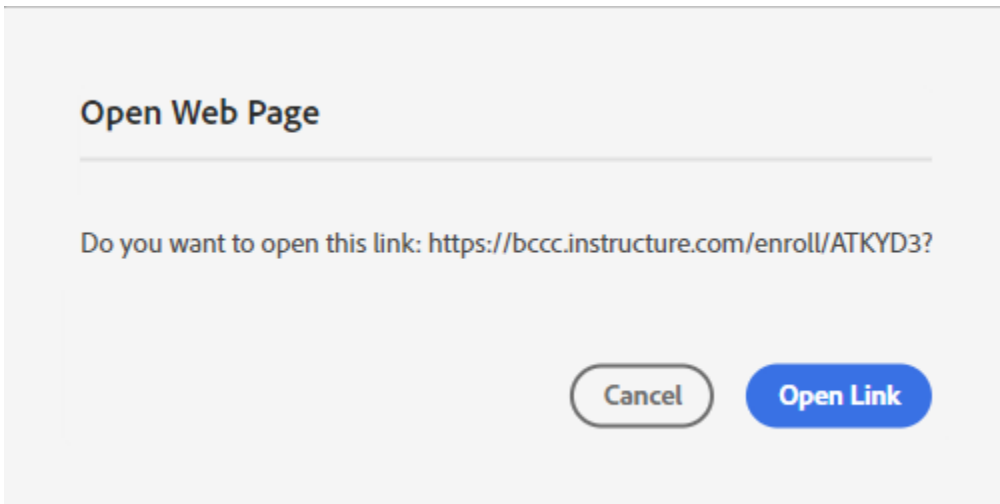 Open Web Page
Do you want to open this link: https://bccc.instructure.com/enroll/ATKYD3?
Cancel
Open Link